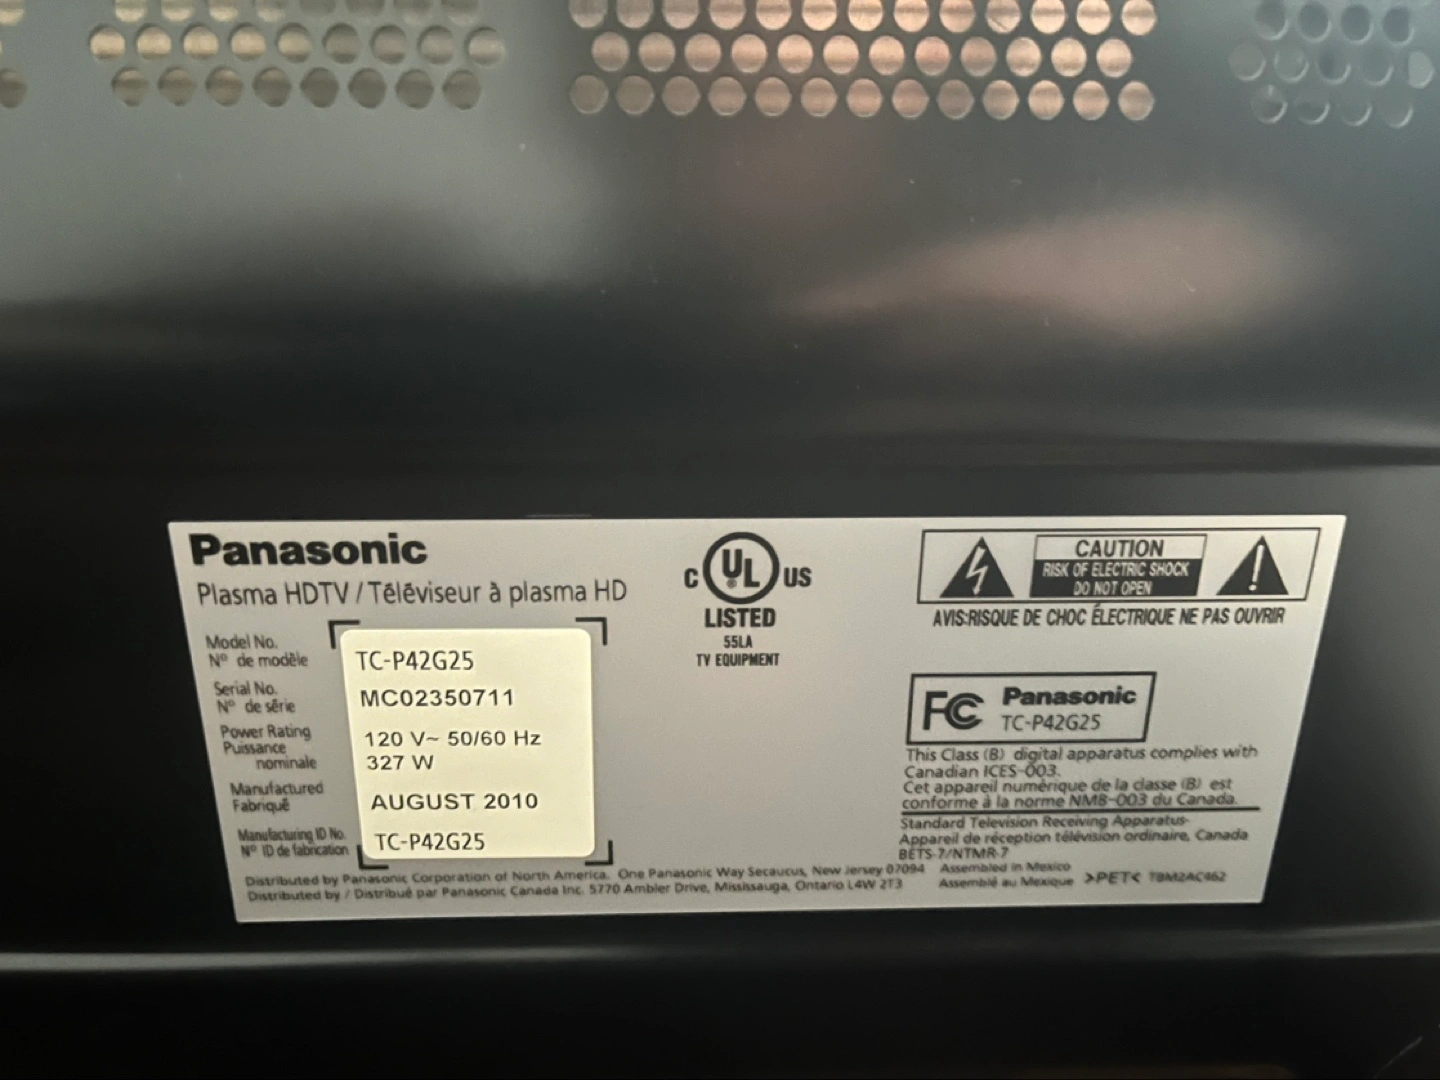 Panasonic
Plasma HDTV / Téléviseur à plasma HD
Model No.
Nº de modèle
TC-P42G25
Serial No.
Nº de série
MC02350711
Power Rating
Puissance
nominale
120 V~ 50/60 Hz
327 W
Manufactured
Fabriqué
AUGUST 2010
Manufacturing ID No.
Nº ID de fabrication
TC-P42G25
C UL US
LISTED
55LA
TV EQUIPMENT
CAUTION
RISK OF ELECTRIC SHOCK
DO NOT OPEN
AVIS:RISQUE DE CHOC ÉLECTRIQUE NE PAS OUVRIR
FC Panasonic
TC-P42G25
This Class (B) digital apparatus complies with
Canadian ICES-003.
Cet appareil numérique de la classe (B) est
conforme à la norme NMB-003 du Canada.
Standard Television Receiving Apparatus-
Appareil de réception télévision ordinaire, Canada
BETS-7/NTMR-7
Distributed by Panasonic Corporation of North America. One Panasonic Way Secaucus, New Jersey 07094
Distributed by / Distribué par Panasonic Canada Inc. 5770 Ambler Drive, Mississauga, Ontario L4W 2T3
Assembled in Mexico
Assemblé au Mexique
>PET< TBM2AC462